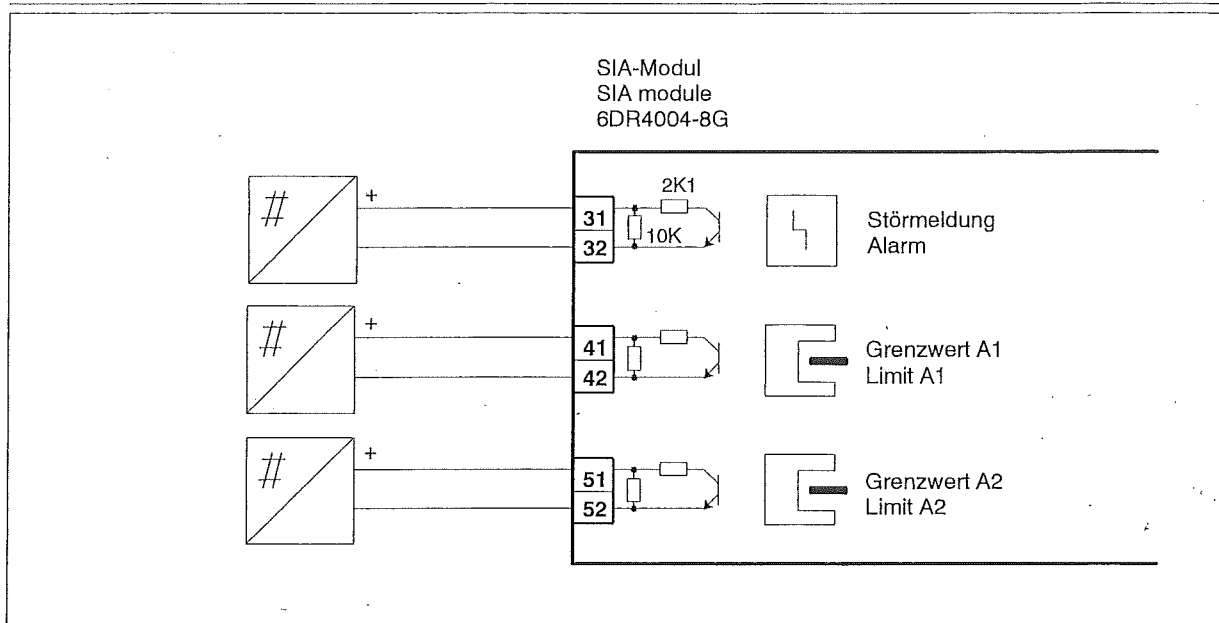 SIA-Modul
SIA module
6DR4004-8G
+
31
32
2K1
10K
Störmeldung
Alarm
+
41
42
Grenzwert A1
Limit A1
+
51
52
Grenzwert A2
Limit A2